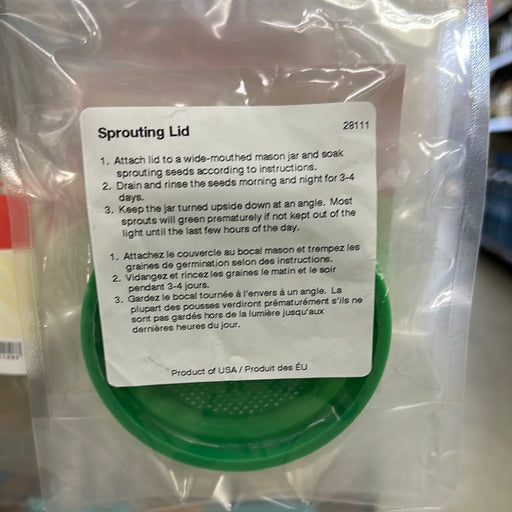 Sprouting Lid 28111
1. Attach lid to a wide-mouthed mason jar and soak
sprouting seeds according to instructions.
2. Drain and rinse the seeds morning and night for 3-4
days.
3. Keep the jar turned upside down at an angle. Most
sprouts will green prematurely if not kept out of the
light until the last few hours of the day.
1. Attachez le couvercle au bocal mason et trempez les
graines de germination selon des instructions.
2. Vidangez et rincez les graines le matin et le soir
pendant 3-4 jours.
3. Gardez le bocal tournée à l'envers à un angle. La
plupart des pousses verdiront prématurément s'ils ne
sont pas gardés hors de la lumière jusqu'aux
dernières heures du jour.
Product of USA / Produit des ÉU